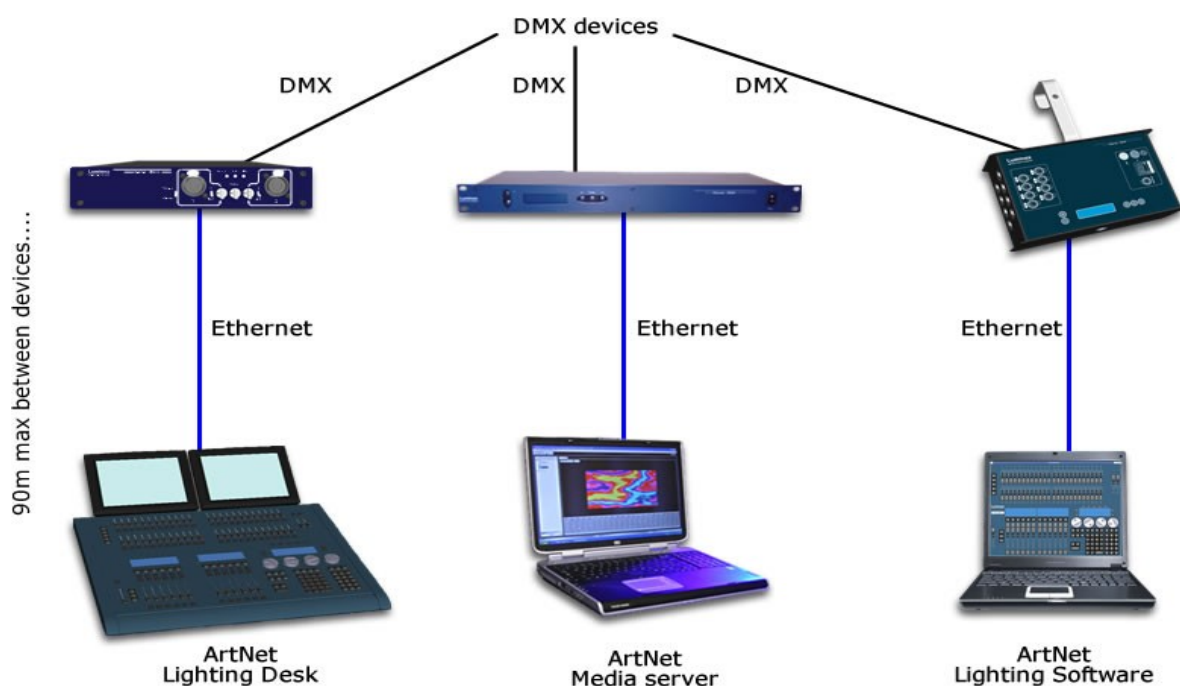 DMX devices
DMX
DMX
DMX
90m max between devices....
Ethernet
Ethernet
Ethernet
ArtNet
Lighting Desk
ArtNet
Media server
ArtNet
Lighting Software